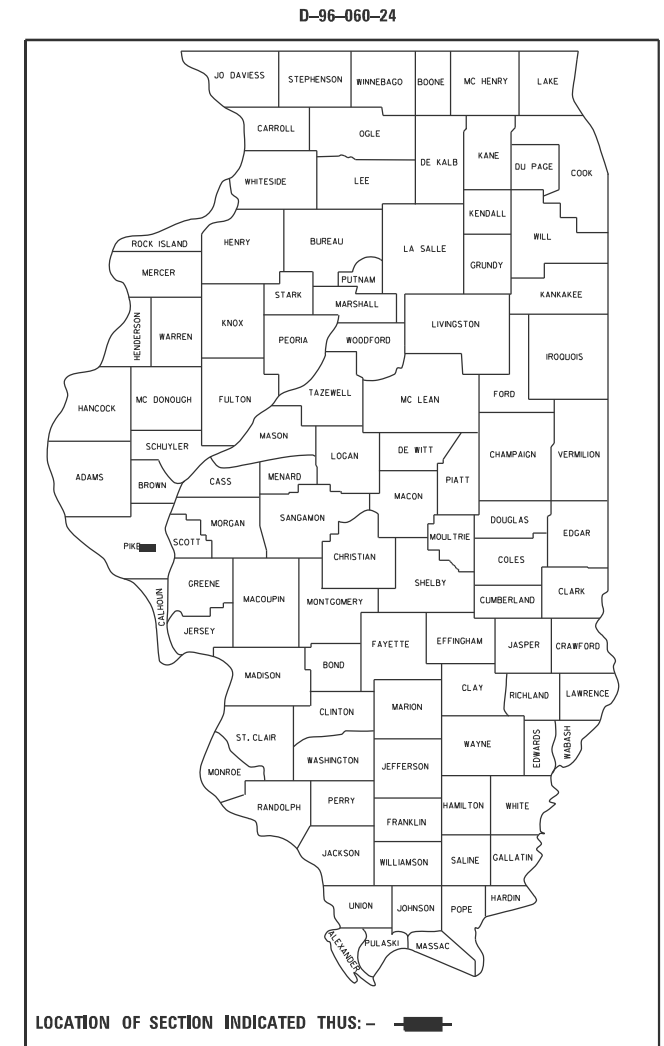 D–96–060–24
JO DAVIESS
STEPHENSON
WINNEBAGO
BOONE
MC HENRY
LAKE
CARROLL
OGLE
DE KALB
KANE
DU PAGE
COOK
WHITESIDE
LEE
KENDALL
WILL
ROCK ISLAND
HENRY
BUREAU
LA SALLE
GRUNDY
MERCER
PUTNAM
KANKAKEE
STARK
MARSHALL
HENDERSON
WARREN
KNOX
PEORIA
WOODFORD
LIVINGSTON
IROQUOIS
HANCOCK
MC DONOUGH
FULTON
TAZEWELL
MC LEAN
FORD
MASON
SCHUYLER
LOGAN
DE WITT
CHAMPAIGN
VERMILION
ADAMS
BROWN
CASS
MENARD
PIATT
MACON
MORGAN
SANGAMON
DOUGLAS
EDGAR
PIKE
SCOTT
CHRISTIAN
MOULTRIE
COLES
GREENE
MACOUPIN
MONTGOMERY
SHELBY
CUMBERLAND
CLARK
CALHOUN
JERSEY
FAYETTE
EFFINGHAM
JASPER
CRAWFORD
MADISON
BOND
CLAY
RICHLAND
LAWRENCE
CLINTON
MARION
ST. CLAIR
WAYNE
EDWARDS
WABASH
MONROE
WASHINGTON
JEFFERSON
RANDOLPH
PERRY
HAMILTON
WHITE
FRANKLIN
JACKSON
WILLIAMSON
SALINE
GALLATIN
UNION
JOHNSON
POPE
HARDIN
ALEXANDER
PULASKI
MASSAC
LOCATION OF SECTION INDICATED THUS: –